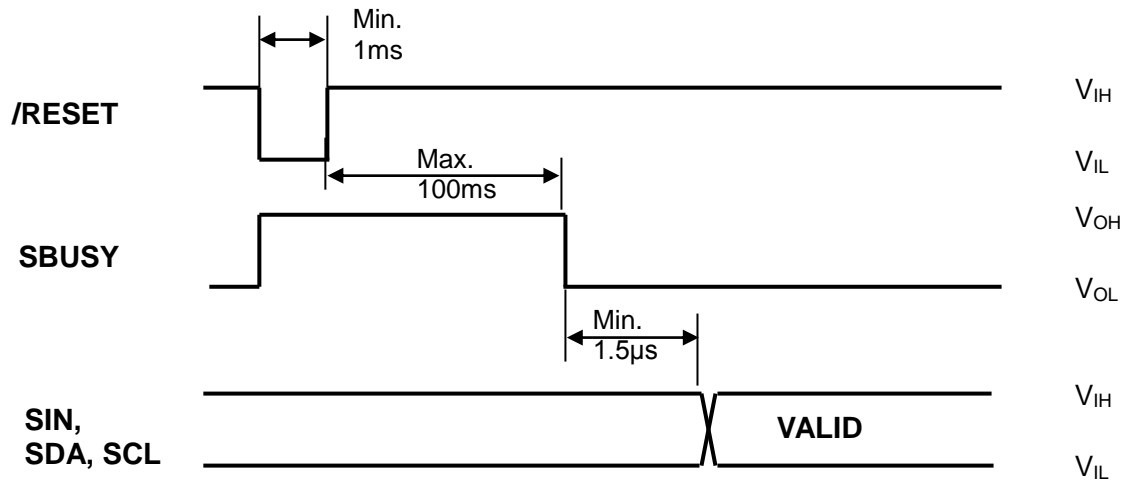 Min.
1ms
/RESET
VIH
VIL
Max.
100ms
SBUSY
VOH
VOL
Min.
1.5µs
SIN,
SDA, SCL
VALID
VIH
VIL